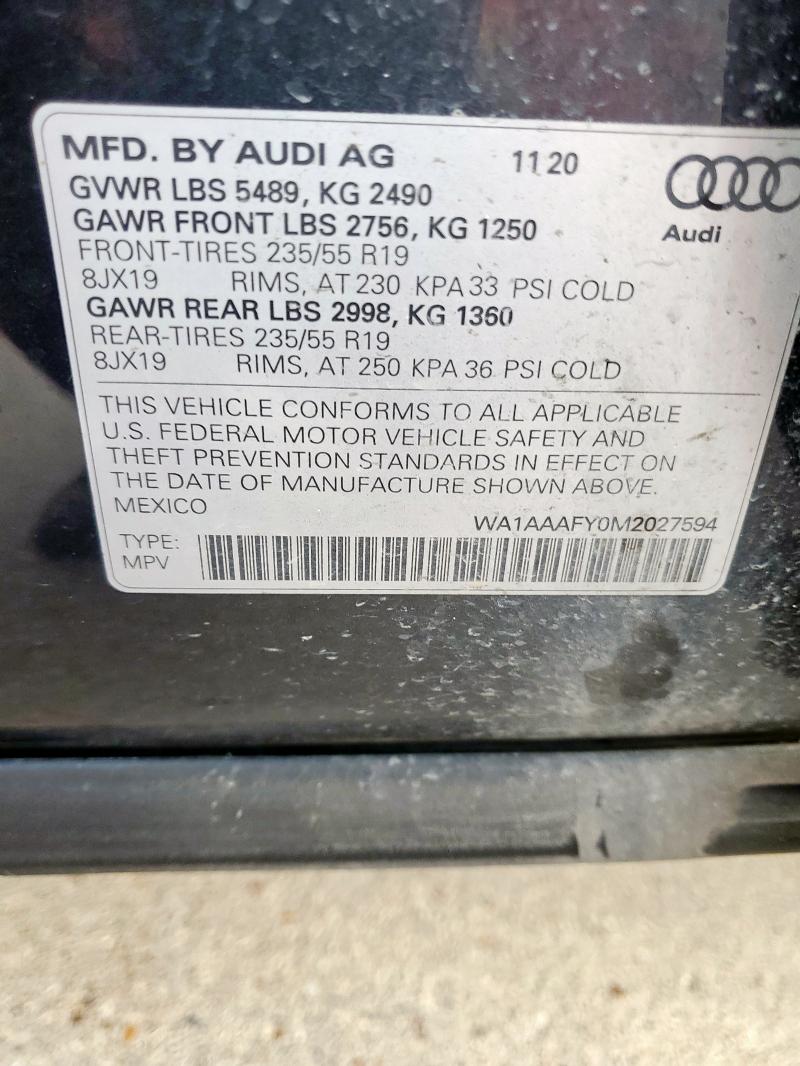 MFD. BY AUDI AG 11 20
GVWR LBS 5489, KG 2490
GAWR FRONT LBS 2756, KG 1250
Audi
FRONT-TIRES 235/55 R19
8JX19 RIMS, AT 230 KPA 33 PSI COLD
GAWR REAR LBS 2998, KG 1360
REAR-TIRES 235/55 R19
8JX19 RIMS, AT 250 KPA 36 PSI COLD
THIS VEHICLE CONFORMS TO ALL APPLICABLE
U.S. FEDERAL MOTOR VEHICLE SAFETY AND
THEFT PREVENTION STANDARDS IN EFFECT ON
THE DATE OF MANUFACTURE SHOWN ABOVE.
MEXICO
WA1AAAFY0M2027594
TYPE:
MPV